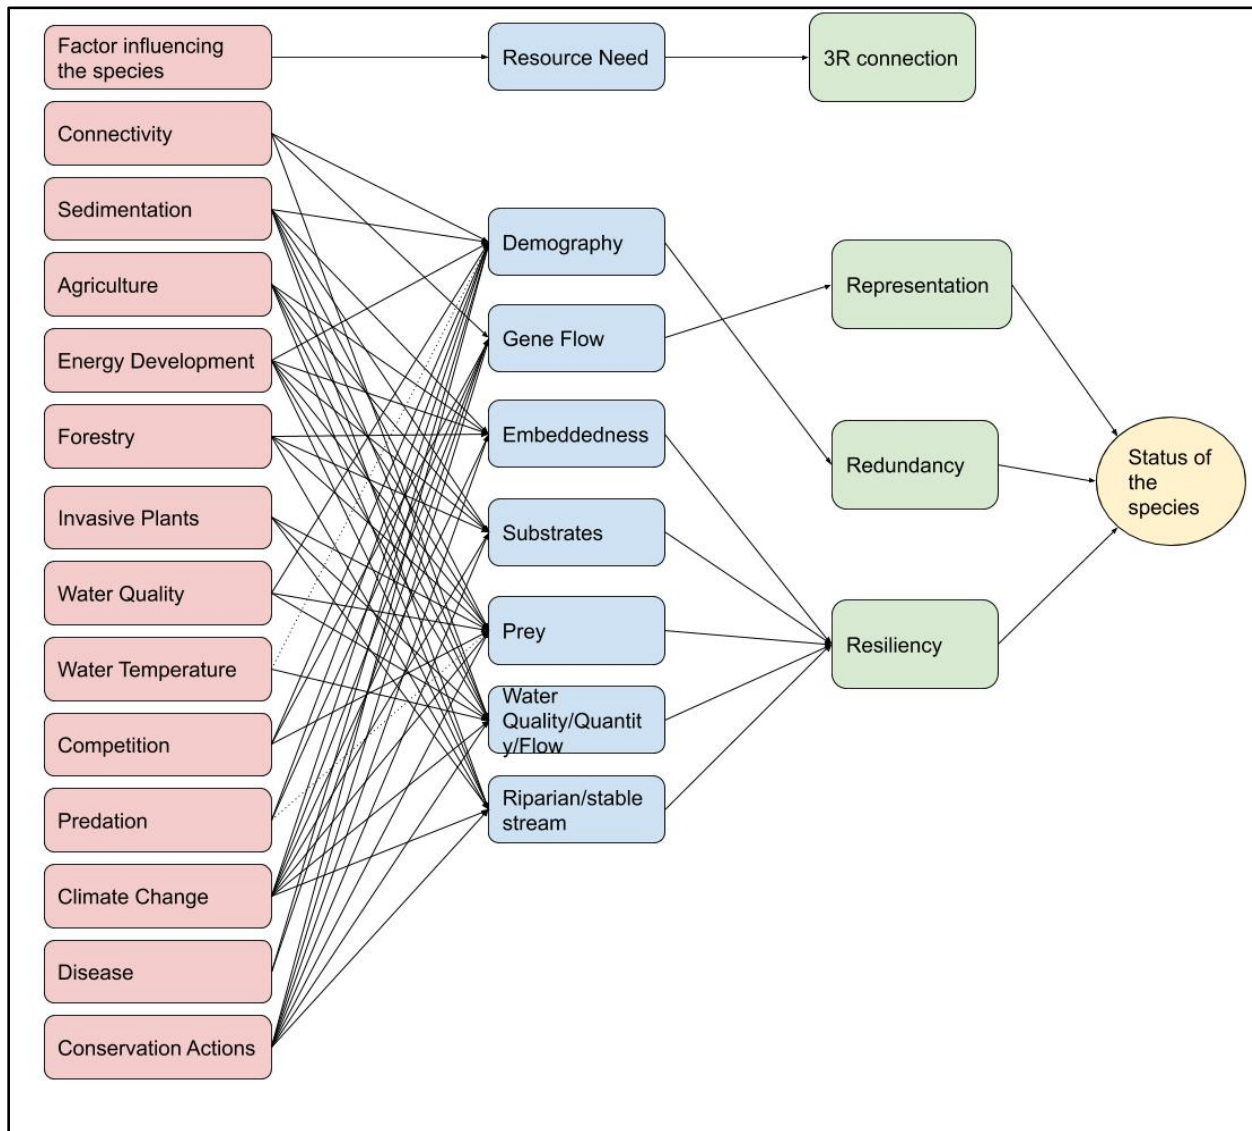 Factor influencing
the species
Resource Need
3R connection
Connectivity
Sedimentation
Agriculture
Energy Development
Forestry
Invasive Plants
Water Quality
Water Temperature
Competition
Predation
Climate Change
Disease
Conservation Actions
Demography
Gene Flow
Embeddedness
Substrates
Prey
Water
Quality/Quantit
y/Flow
Riparian/stable
stream
Representation
Redundancy
Resiliency
Status of
the
species